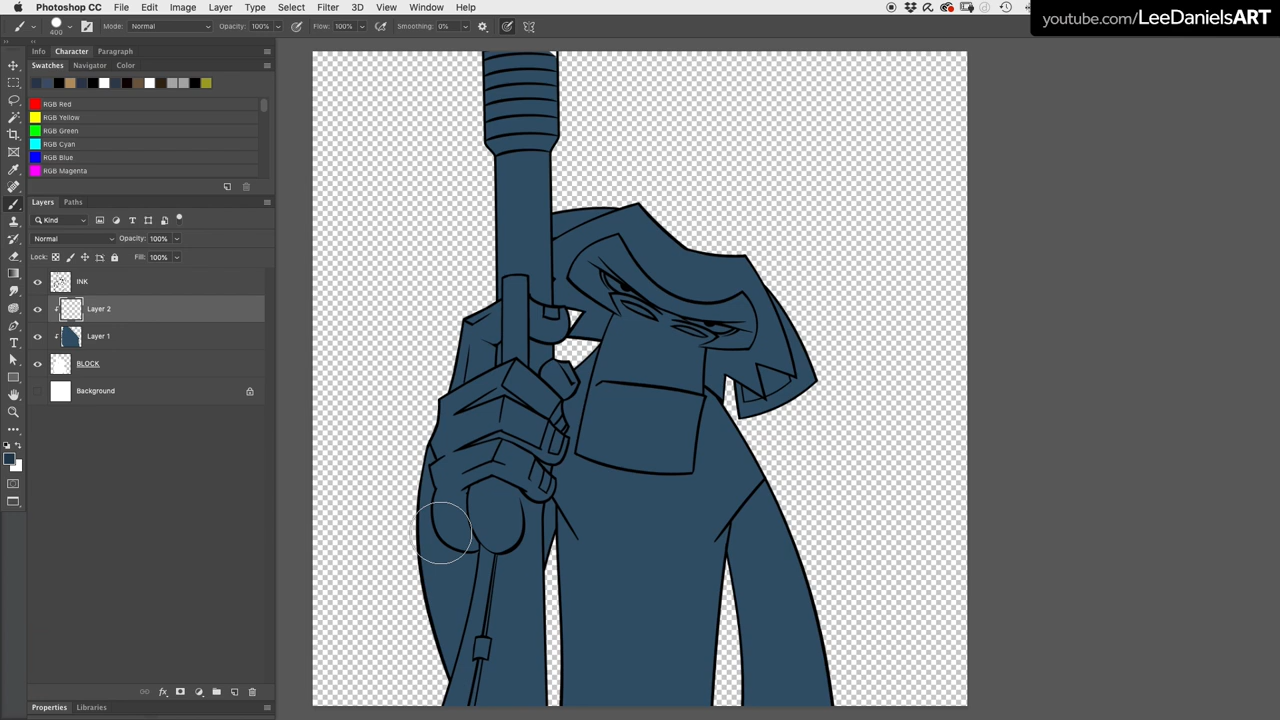 Photoshop CC File Edit Image Layer Type Select Filter 3D View Window Help
youtube.com/LeeDanielsART
400 Mode: Normal Opacity: 100% Flow: 100% Smoothing: 0%
Info Character Paragraph
Swatches Navigator Color
RGB Red
RGB Yellow
RGB Green
RGB Cyan
RGB Blue
RGB Magenta
Layers Paths
Kind
Normal Opacity: 100%
Lock: Fill: 100%
INK
Layer 2
Layer 1
BLOCK
Background
Properties Libraries